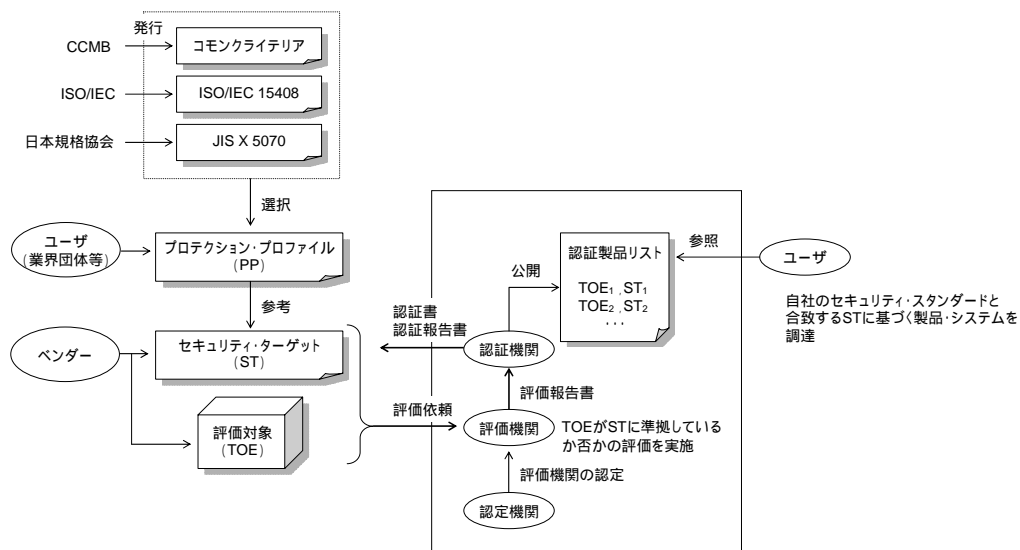 発行
CCMB
コモンクライテリア
ISO/IEC
ISO/IEC 15408
日本規格協会
JIS X 5070
選択
ユーザ
(業界団体等)
プロテクション・プロファイル
(PP)
参考
ベンダー
セキュリティ・ターゲット
(ST)
評価対象
(TOE)
認証書
認証報告書
評価依頼
公開
認証製品リスト
TOE₁ , ST₁
TOE₂ , ST₂
・・・
参照
ユーザ
自社のセキュリティ・スタンダードと
合致するSTに基づく製品・システムを
調達
認証機関
評価報告書
評価機関
TOEがSTに準拠している
か否かの評価を実施
評価機関の認定
認定機関